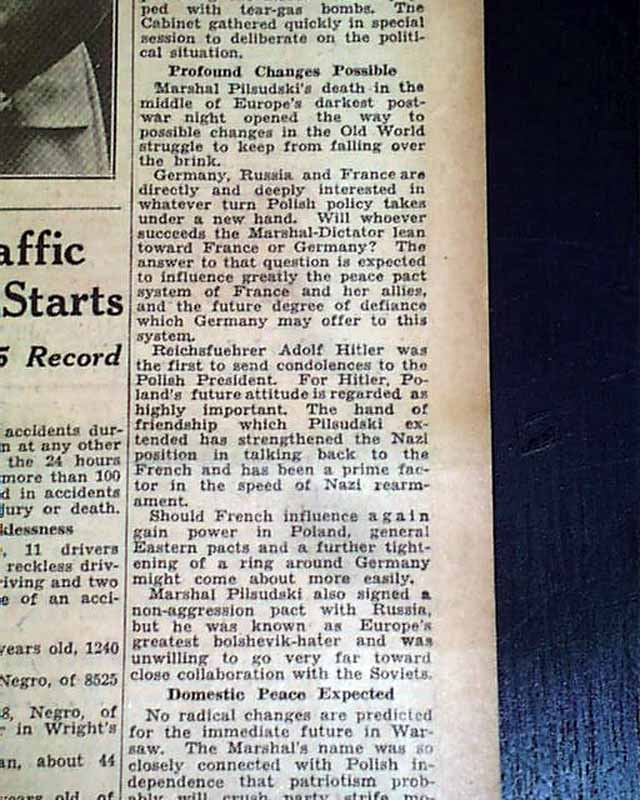 ped with tear-gas bombs. The
Cabinet gathered quickly in special
session to deliberate on the politi-
cal situation.
Profound Changes Possible
Marshal Pilsudski's death in the
middle of Europe's darkest post-
war night opened the way to
possible changes in the Old World
struggle to keep from falling over
the brink.
Germany, Russia and France are
directly and deeply interested in
whatever turn Polish policy takes
under a new hand. Will whoever
succeeds the Marshal-Dictator lean
toward France or Germany? The
answer to that question is expected
to influence greatly the peace pact
system of France and her allies,
and the future degree of defiance
which Germany may offer to this
system.
Reichsfuehrer Adolf Hitler was
the first to send condolences to the
Polish President. For Hitler, Po-
land's future attitude is regarded as
highly important. The hand of
friendship which Pilsudski ex-
tended has strengthened the Nazi
position in talking back to the
French and has been a prime fac-
tor in the speed of Nazi rearm-
ament.
Should French influence again
gain power in Poland, general
Eastern pacts and a further tight-
ening of a ring around Germany
might come about more easily.
Marshal Pilsudski also signed a
non-aggression pact with Russia,
but he was known as Europe's
greatest bolshevik-hater and was
unwilling to go very far toward
close collaboration with the Soviets.
Domestic Peace Expected
No radical changes are predicted
for the immediate future in War-
saw. The Marshal's name was so
closely connected with Polish in-
dependence that patriotism prob-
ably will crush party strife
affic
Starts
5 Record
accidents dur-
n at any other
the 24 hours
more than 100
d in accidents
jury or death.
klessness
, 11 drivers
reckless driv-
riving and two
e of an acci-
years old, 1240
Negro, of 8525
8, Negro, of
r in Wright's
an, about 44
years old, of